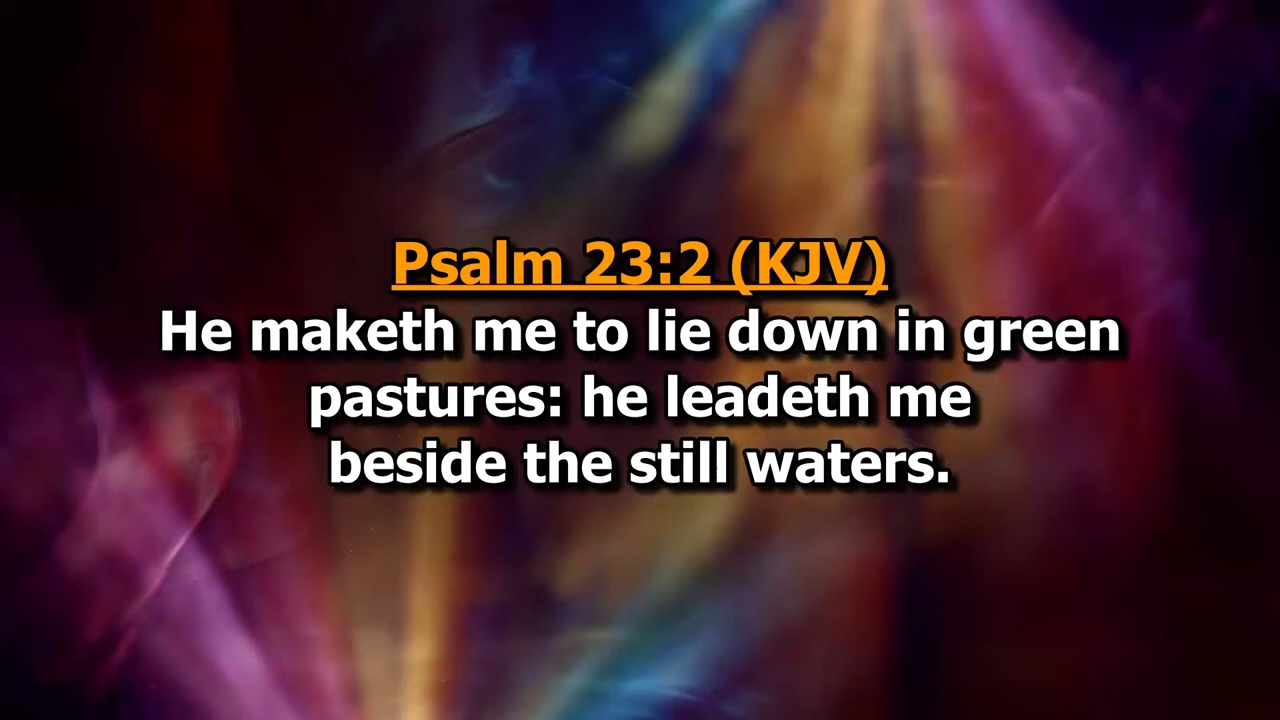 Psalm 23:2 (KJV)
He maketh me to lie down in green
pastures: he leadeth me
beside the still waters.